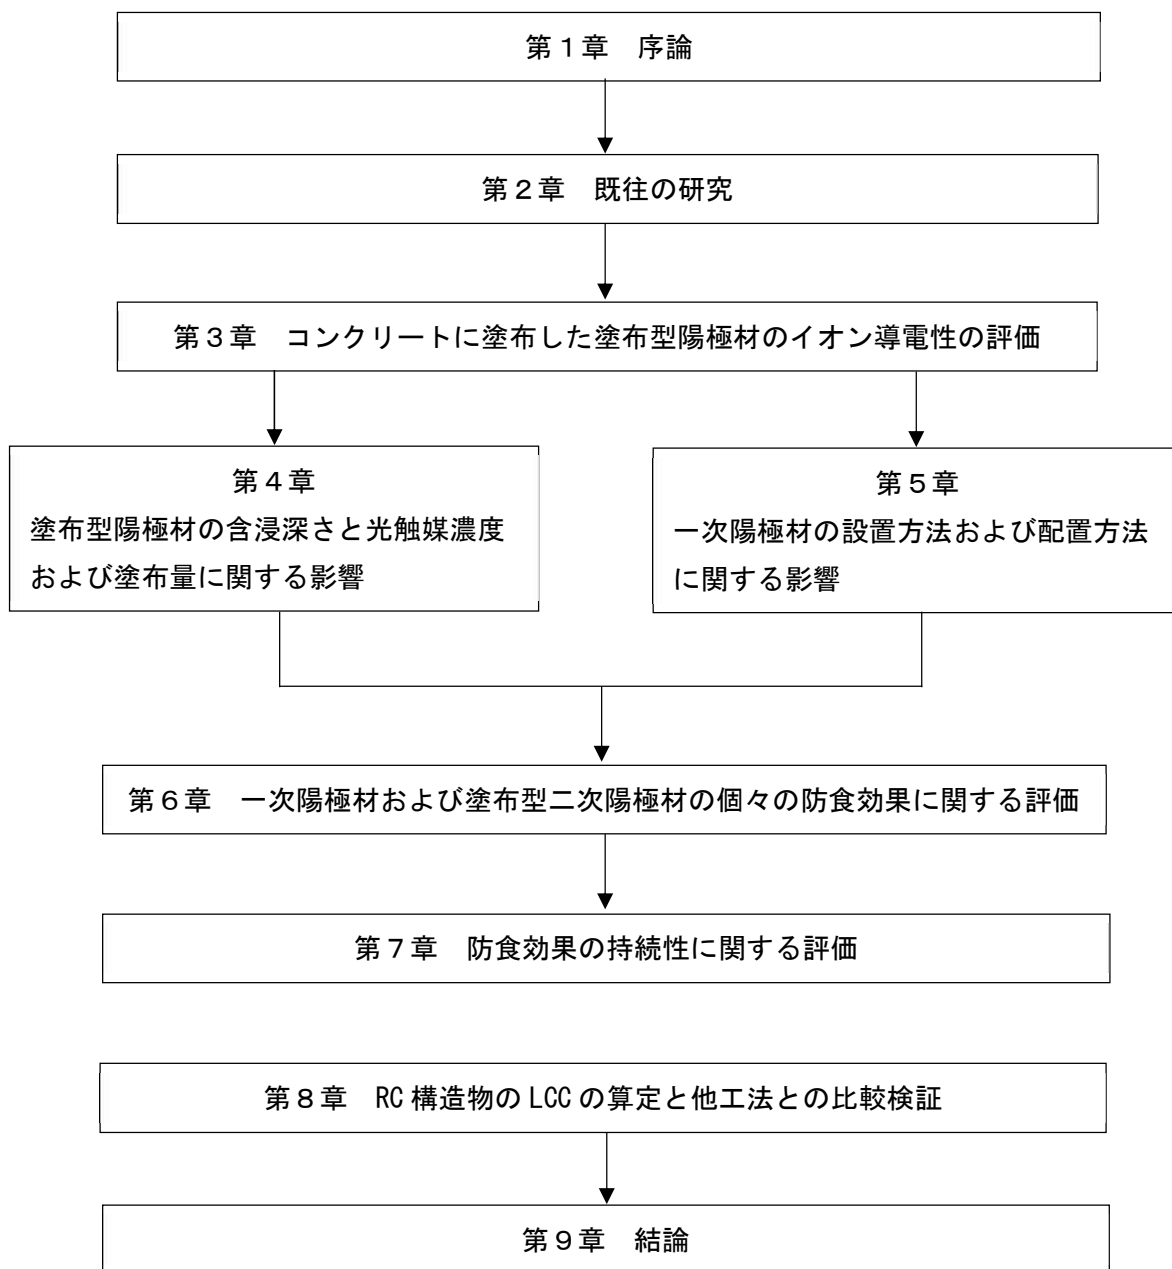 第１章　序論
第２章　既往の研究
第３章　コンクリートに塗布した塗布型陽極材のイオン導電性の評価
第４章
塗布型陽極材の含浸深さと光触媒濃度
および塗布量に関する影響
第５章
一次陽極材の設置方法および配置方法
に関する影響
第６章　一次陽極材および塗布型二次陽極材の個々の防食効果に関する評価
第７章　防食効果の持続性に関する評価
第８章　RC 構造物の LCC の算定と他工法との比較検証
第９章　結論